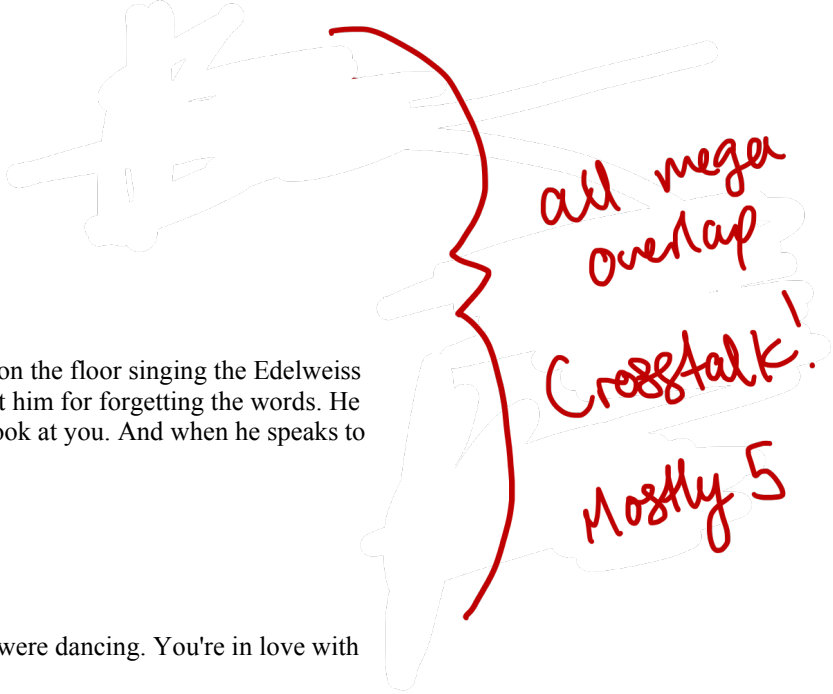 all mega
overlap
Crosstalk!
on the floor singing the Edelweiss
t him for forgetting the words. He
ook at you. And when he speaks to
Mostly 5
were dancing. You're in love with